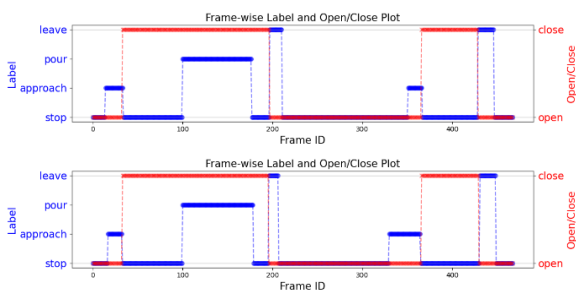 Frame-wise Label and Open/Close Plot
leave
pour
approach
stop
Label
close
open
Open/Close
0 100 200 300 400
Frame ID
Frame-wise Label and Open/Close Plot
leave
pour
approach
stop
Label
close
open
Open/Close
0 100 200 300 400
Frame ID